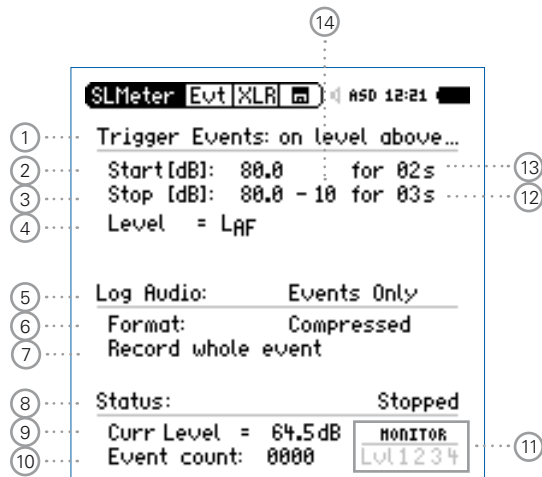 14
SLMeter Evt XLR ASD 12:21
1 Trigger Events: on level above...
2 Start[dB]: 80.0 for 02s 13
3 Stop [dB]: 80.0 - 10 for 03s 12
4 Level = LAF
5 Log Audio: Events Only
6 Format: Compressed
7 Record whole event
8 Status: Stopped
9 Curr Level = 64.5dB MONITOR 11
10 Event count: 0000 Lvl1234